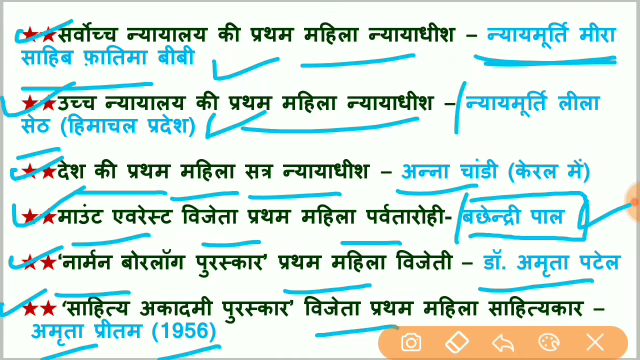 ★★सर्वोच्च न्यायालय की प्रथम महिला न्यायाधीश – न्यायमूर्ति मीरा
साहिब फ़ातिमा बीबी
★★उच्च न्यायालय की प्रथम महिला न्यायाधीश – न्यायमूर्ति लीला
सेठ (हिमाचल प्रदेश)
★★देश की प्रथम महिला सत्र न्यायाधीश – अन्ना चांडी (केरल में)
★★माउंट एवरेस्ट विजेता प्रथम महिला पर्वतारोही- बछेन्द्री पाल
★★'नार्मन बोरलॉग पुरस्कार' प्रथम महिला विजेती – डॉ. अमृता पटेल
★★ 'साहित्य अकादमी पुरस्कार' विजेता प्रथम महिला साहित्यकार –
अमृता प्रीतम (1956)